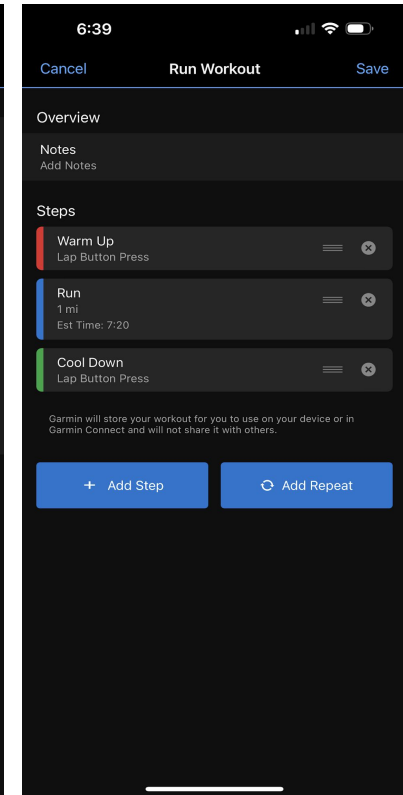 6:39
Cancel Run Workout Save
Overview
Notes
Add Notes
Steps
Warm Up
Lap Button Press
Run
1 mi
Est Time: 7:20
Cool Down
Lap Button Press
Garmin will store your workout for you to use on your device or in
Garmin Connect and will not share it with others.
+ Add Step Add Repeat